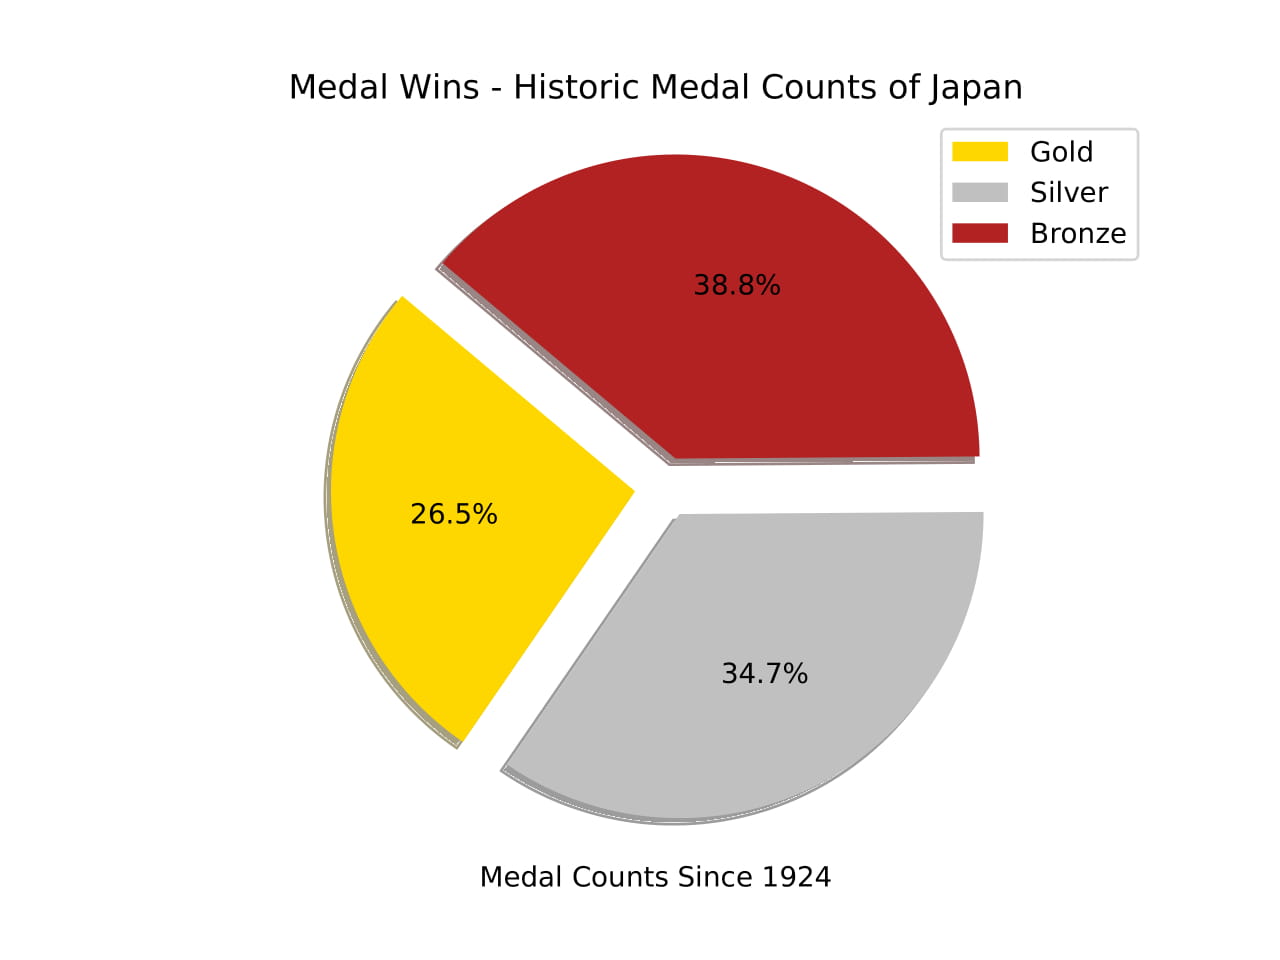 Medal Wins - Historic Medal Counts of Japan
Gold
Silver
Bronze
38.8%
26.5%
34.7%
Medal Counts Since 1924